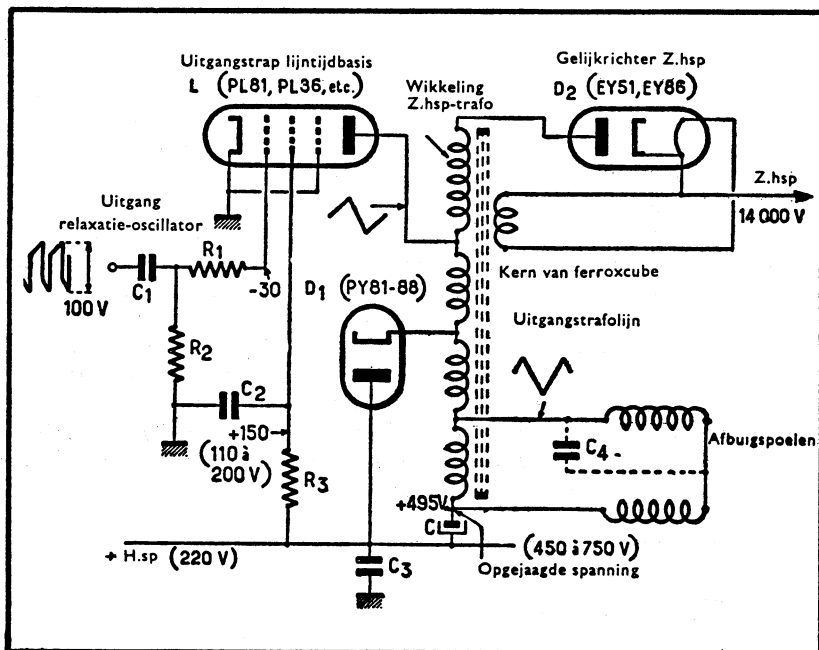 Uitgangstrap lijntijdbasis
L (PL81, PL36, etc.)
Gelijkrichter Z.hsp
D2 (EY51, EY86)
Wikkeling
Z.hsp-trafo
Uitgang
relaxatie-oscillator
Z.hsp
14 000 V
100 V
C1
R1
-30
D1 (PY81-88)
Kern van ferroxcube
Uitgangstrafolijn
R2
C2
+150
(110 à
200 V)
R3
C4
Afbuigspoelen
+495V
C
+ H.sp (220 V)
C3
(450 à 750 V)
Opgejaagde spanning